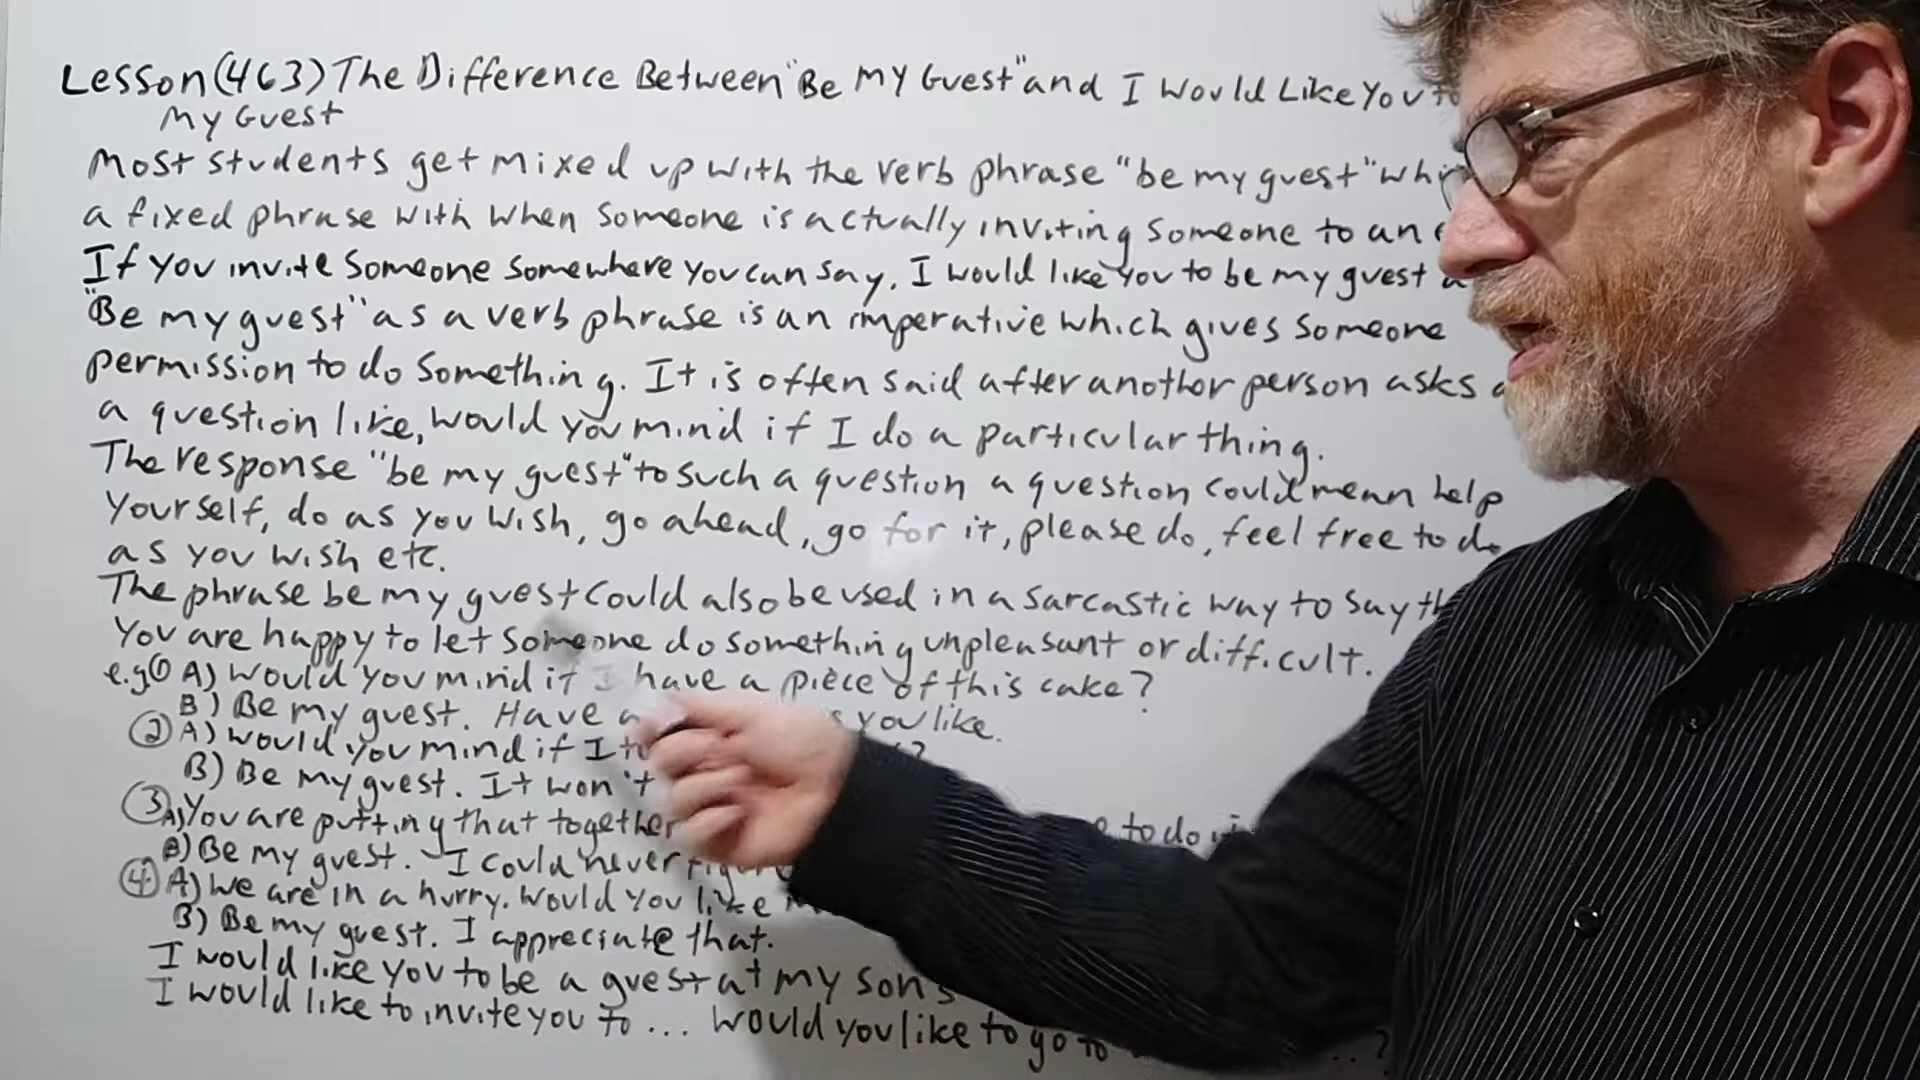 Lesson (463) The Difference Between "Be My Guest" and I Would Like You to
My Guest
Most students get mixed up with the verb phrase "be my guest"
a fixed phrase with when someone is actually inviting someone to an
If you invite someone somewhere you can say, I would like you to be my guest
"Be my guest" as a verb phrase is an imperative which gives someone
permission to do something. It is often said after another person asks
a question like, would you mind if I do a particular thing.
The response "be my guest" to such a question a question could mean help
yourself, do as you wish, go ahead, go for it, please do, feel free to do
as you wish etc.
The phrase be my guest could also be used in a sarcastic way to say
you are happy to let someone do something unpleasant or difficult.
e.g ① A) Would you mind if I have a piece of this cake?
B) Be my guest. Have you like.
② A) Would you mind if I ?
B) Be my guest. It won't
③ A) You are putting that together to do
B) Be my guest. I could never
④ A) We are in a hurry. Would you like
B) Be my guest. I appreciate that.
I would like you to be a guest at my son's
I would like to invite you to ... Would you like to go to ...?